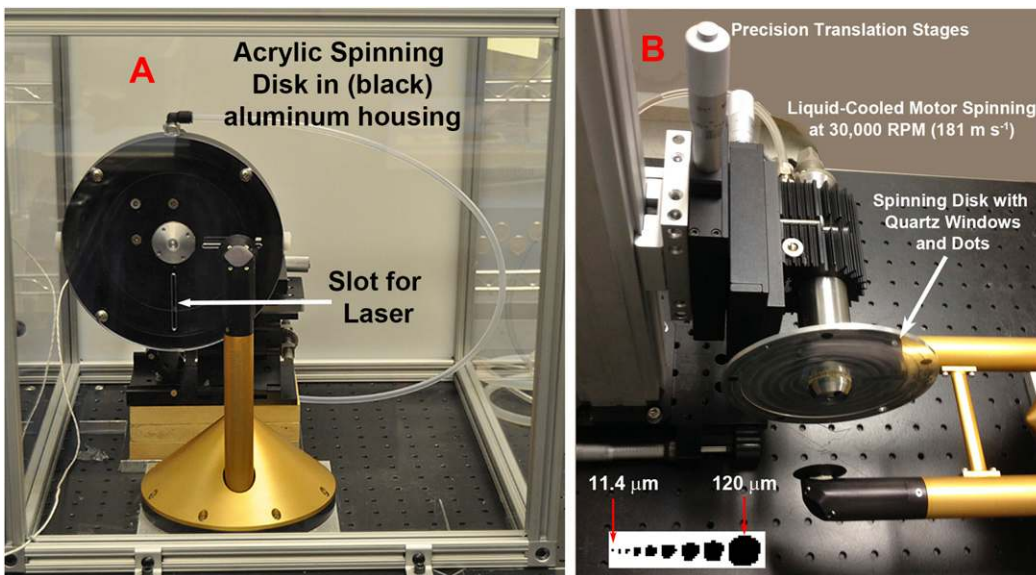 A
Acrylic Spinning
Disk in (black)
aluminum housing
Slot for
Laser
B
Precision Translation Stages
Liquid-Cooled Motor Spinning
at 30,000 RPM (181 m s⁻¹)
Spinning Disk with
Quartz Windows
and Dots
11.4 μm
120 μm